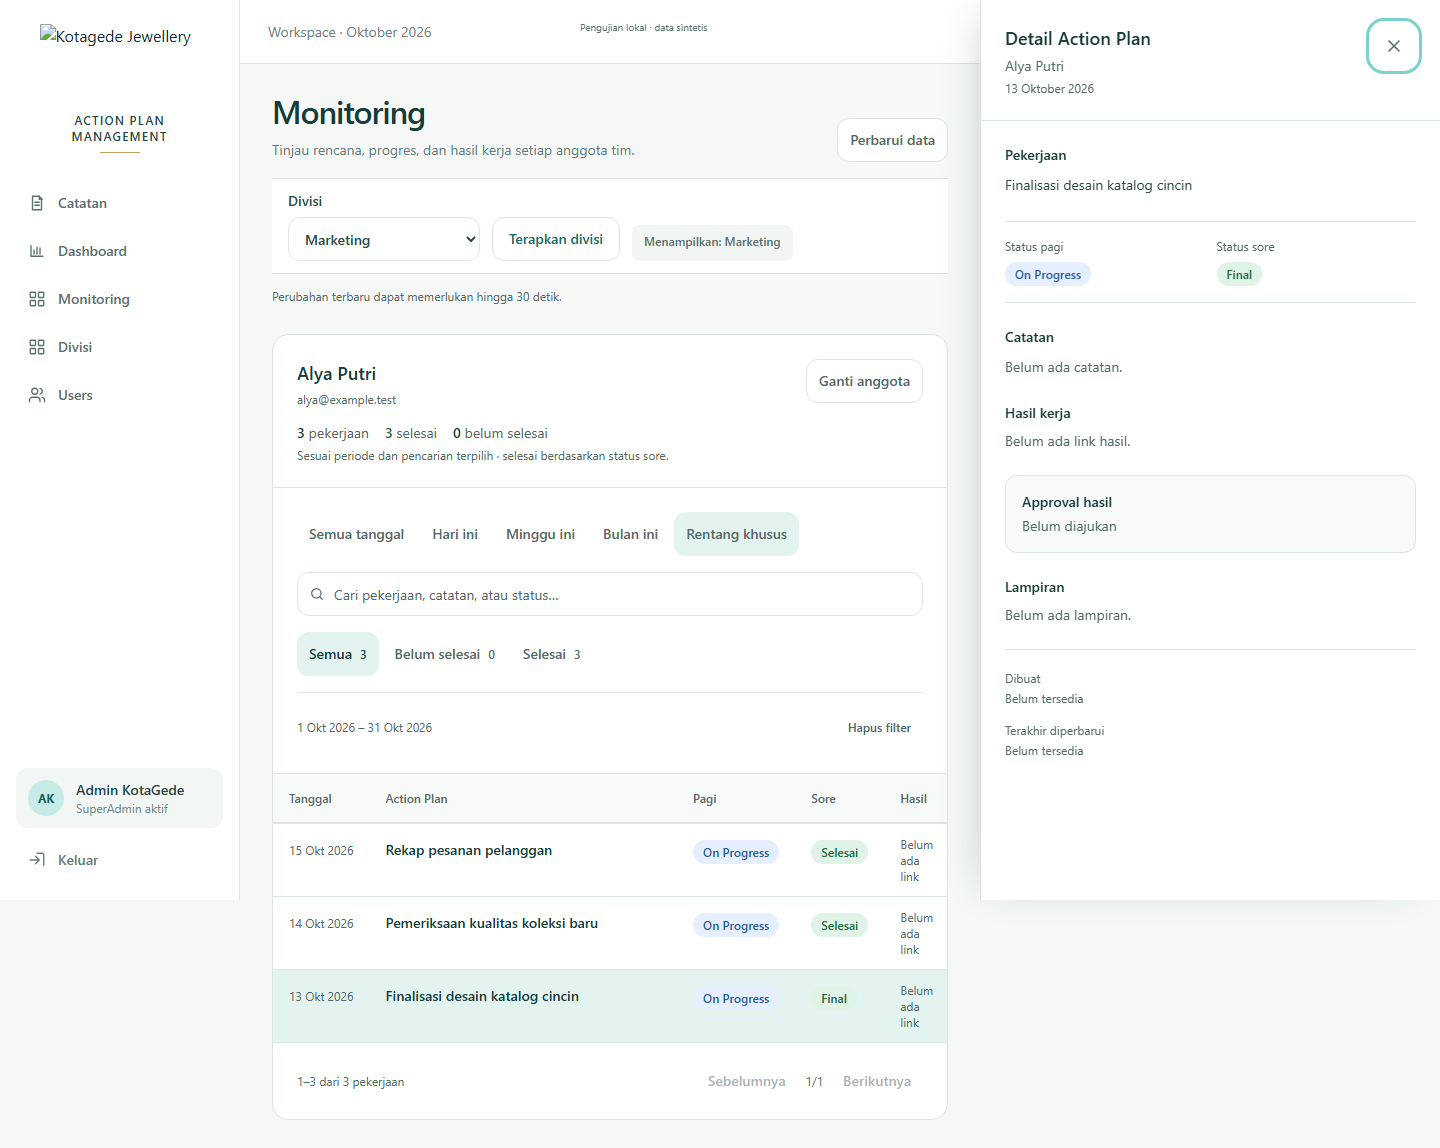 Kotagede Jewellery
ACTION PLAN
MANAGEMENT
Catatan
Dashboard
Monitoring
Divisi
Users
AK
Admin KotaGede
SuperAdmin aktif
Keluar
Workspace · Oktober 2026
Pengujian lokal · data sintetis
Monitoring
Tinjau rencana, progres, dan hasil kerja setiap anggota tim.
Perbarui data
Divisi
Marketing
Terapkan divisi
Menampilkan: Marketing
Perubahan terbaru dapat memerlukan hingga 30 detik.
Alya Putri
alya@example.test
Ganti anggota
3 pekerjaan 3 selesai 0 belum selesai
Sesuai periode dan pencarian terpilih · selesai berdasarkan status sore.
Semua tanggal Hari ini Minggu ini Bulan ini Rentang khusus
Cari pekerjaan, catatan, atau status...
Semua 3 Belum selesai 0 Selesai 3
1 Okt 2026 – 31 Okt 2026 Hapus filter
Tanggal Action Plan Pagi Sore Hasil
15 Okt 2026 Rekap pesanan pelanggan On Progress Selesai Belum
ada
link
14 Okt 2026 Pemeriksaan kualitas koleksi baru On Progress Selesai Belum
ada
link
13 Okt 2026 Finalisasi desain katalog cincin On Progress Final Belum
ada
link
1–3 dari 3 pekerjaan Sebelumnya 1/1 Berikutnya
Detail Action Plan
Alya Putri
13 Oktober 2026
Pekerjaan
Finalisasi desain katalog cincin
Status pagi Status sore
On Progress Final
Catatan
Belum ada catatan.
Hasil kerja
Belum ada link hasil.
Approval hasil
Belum diajukan
Lampiran
Belum ada lampiran.
Dibuat
Belum tersedia
Terakhir diperbarui
Belum tersedia